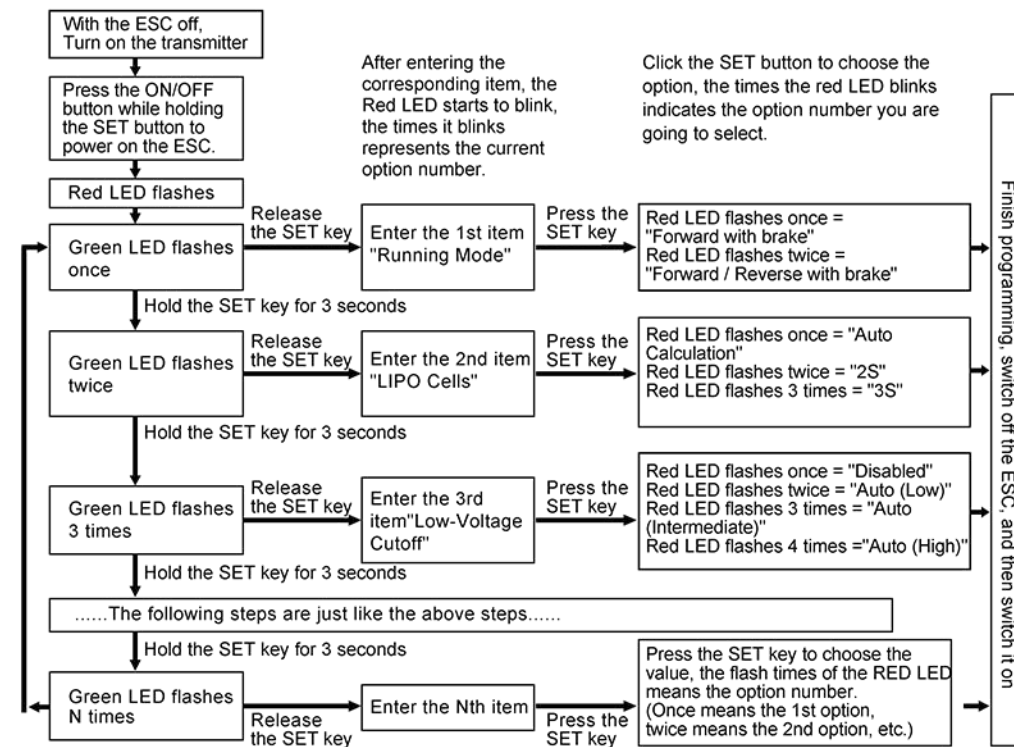 With the ESC off,
Turn on the transmitter
Press the ON/OFF
button while holding
the SET button to
power on the ESC.
Red LED flashes
After entering the
corresponding item, the
Red LED starts to blink,
the times it blinks
represents the current
option number.
Click the SET button to choose the
option, the times the red LED blinks
indicates the option number you are
going to select.
Green LED flashes
once
Release
the SET key
Enter the 1st item
"Running Mode"
Press the
SET key
Red LED flashes once =
"Forward with brake"
Red LED flashes twice =
"Forward / Reverse with brake"
Hold the SET key for 3 seconds
Green LED flashes
twice
Release
the SET key
Enter the 2nd item
"LIPO Cells"
Press the
SET key
Red LED flashes once = "Auto
Calculation"
Red LED flashes twice = "2S"
Red LED flashes 3 times = "3S"
Hold the SET key for 3 seconds
Green LED flashes
3 times
Release
the SET key
Enter the 3rd
item"Low-Voltage
Cutoff"
Press the
SET key
Red LED flashes once = "Disabled"
Red LED flashes twice = "Auto (Low)"
Red LED flashes 3 times = "Auto
(Intermediate)"
Red LED flashes 4 times ="Auto (High)"
Hold the SET key for 3 seconds
......The following steps are just like the above steps......
Hold the SET key for 3 seconds
Green LED flashes
N times
Release
the SET key
Enter the Nth item
Press the
SET key
Press the SET key to choose the
value, the flash times of the RED LED
means the option number.
(Once means the 1st option,
twice means the 2nd option, etc.)
Finish programming, switch off the ESC, and then switch it on